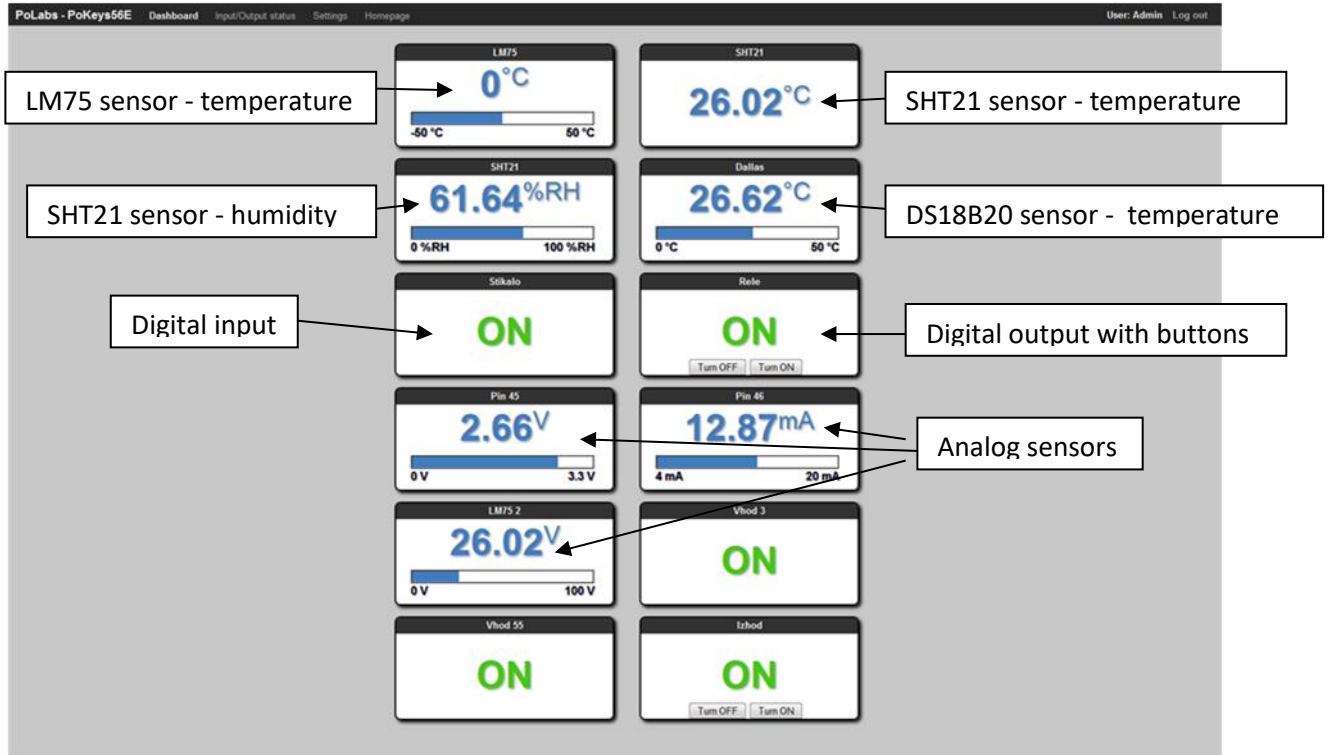 PoLabs - PoKeys56E Dashboard Input/Output status Settings Homepage User: Admin Log out
LM75
0°C
-50 °C 50 °C
SHT21
26.02°C
LM75 sensor - temperature
SHT21 sensor - temperature
SHT21
61.64%RH
0 %RH 100 %RH
Dallas
26.62°C
0 °C 50 °C
SHT21 sensor - humidity
DS18B20 sensor - temperature
Stikalo
ON
Rele
ON
Turn OFF Turn ON
Digital input
Digital output with buttons
Pin 45
2.66V
0 V 3.3 V
Pin 46
12.87mA
4 mA 20 mA
Analog sensors
LM75 2
26.02V
0 V 100 V
Vhod 3
ON
Vhod 55
ON
Izhod
ON
Turn OFF Turn ON